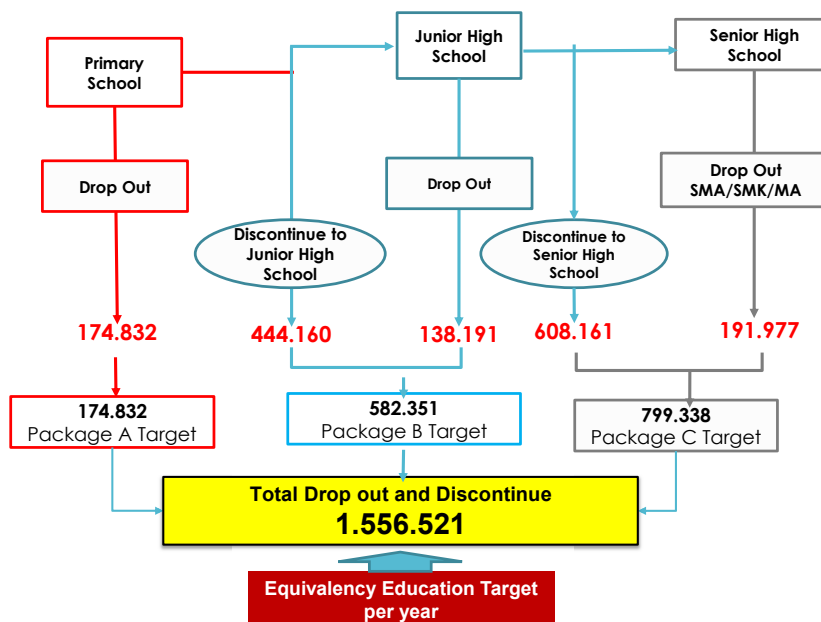 Primary
School
Junior High
School
Senior High
School
Drop Out
Drop Out
Drop Out
SMA/SMK/MA
Discontinue to
Junior High
School
Discontinue to
Senior High
School
174.832
444.160
138.191
608.161
191.977
174.832
Package A Target
582.351
Package B Target
799.338
Package C Target
Total Drop out and Discontinue
1.556.521
Equivalency Education Target
per year